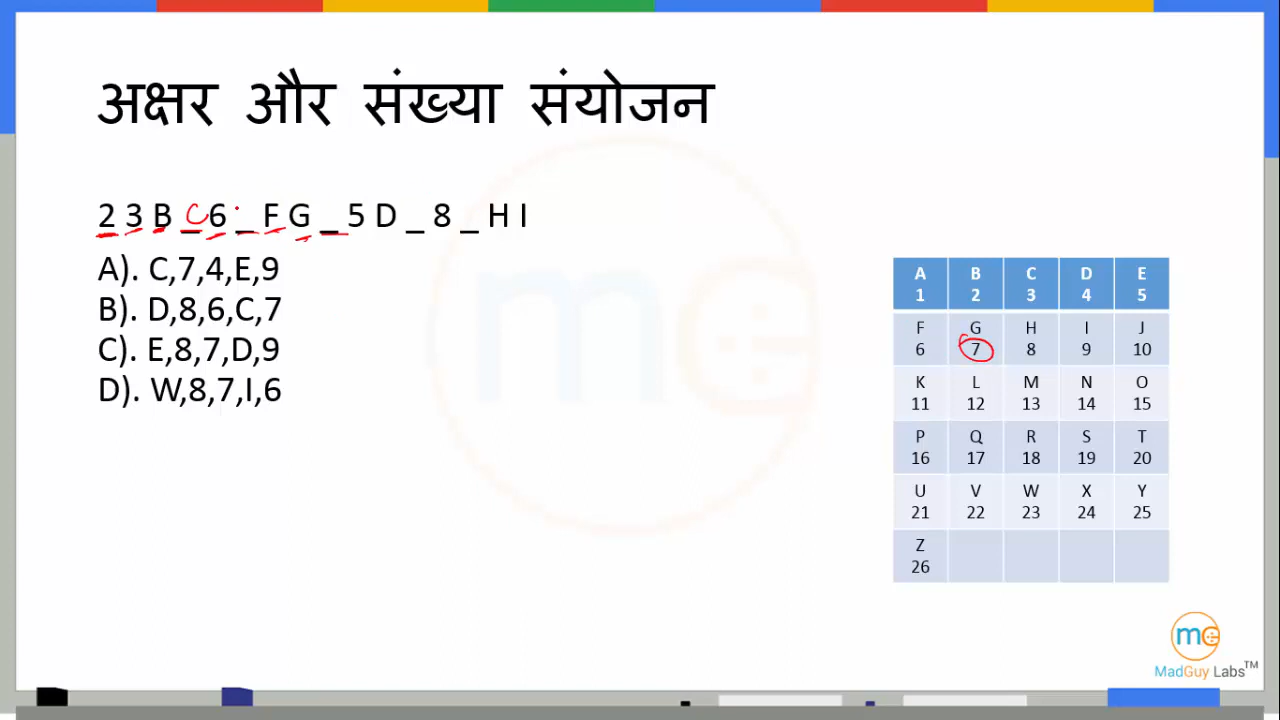 अक्षर और संख्या संयोजन
2 3 B C 6 _ F G _ 5 D _ 8 _ H I
A). C,7,4,E,9
B). D,8,6,C,7
C). E,8,7,D,9
D). W,8,7,I,6
A B C D E
1 2 3 4 5
F G H I J
6 7 8 9 10
K L M N O
11 12 13 14 15
P Q R S T
16 17 18 19 20
U V W X Y
21 22 23 24 25
Z
26
me
me
MadGuy Labs™